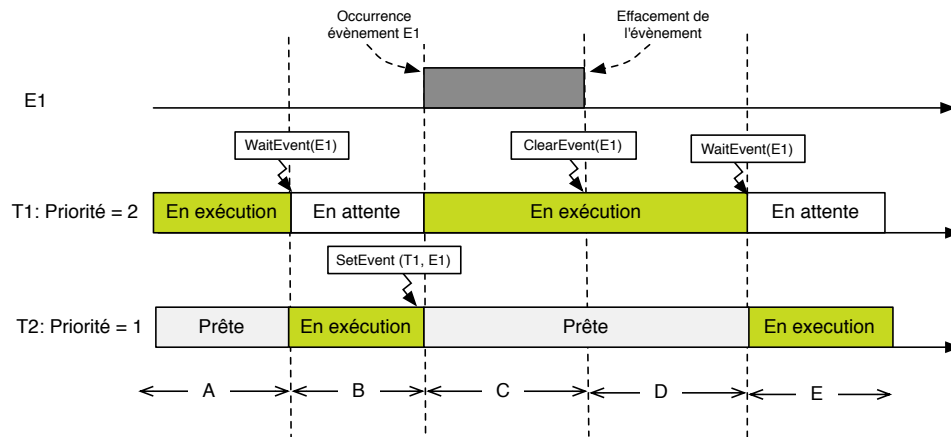 Occurrence
évènement E1
Effacement de
l'évènement
E1
WaitEvent(E1)
ClearEvent(E1)
WaitEvent(E1)
T1: Priorité = 2
En exécution
En attente
En exécution
En attente
SetEvent (T1, E1)
T2: Priorité = 1
Prête
En exécution
Prête
En execution
A
B
C
D
E